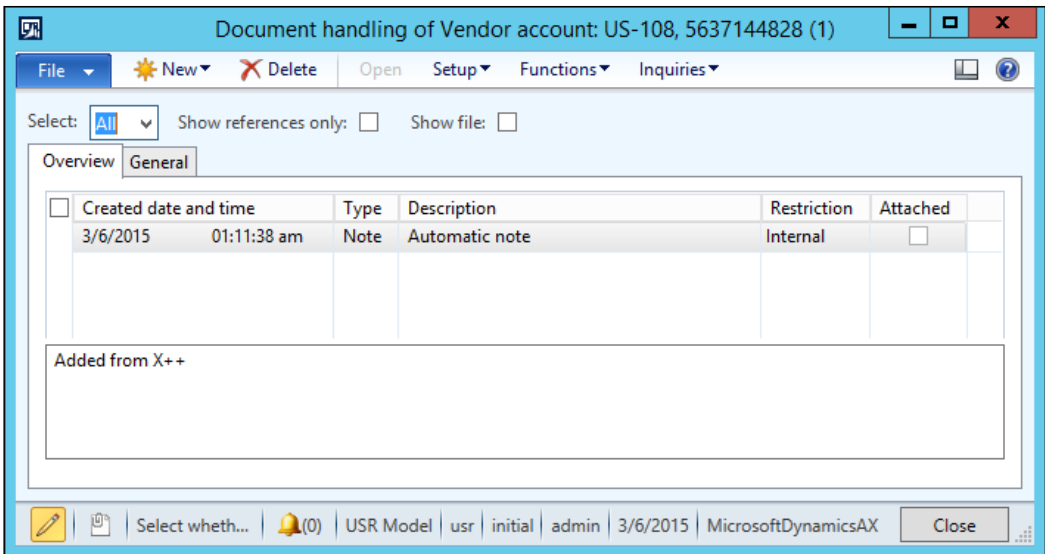 Document handling of Vendor account: US-108, 5637144828 (1)
File New Delete Open Setup Functions Inquiries
Select: All Show references only: Show file:
Overview General
Created date and time Type Description Restriction Attached
3/6/2015 01:11:38 am Note Automatic note Internal
Added from X++
Select wheth... (0) USR Model usr initial admin 3/6/2015 MicrosoftDynamicsAX Close